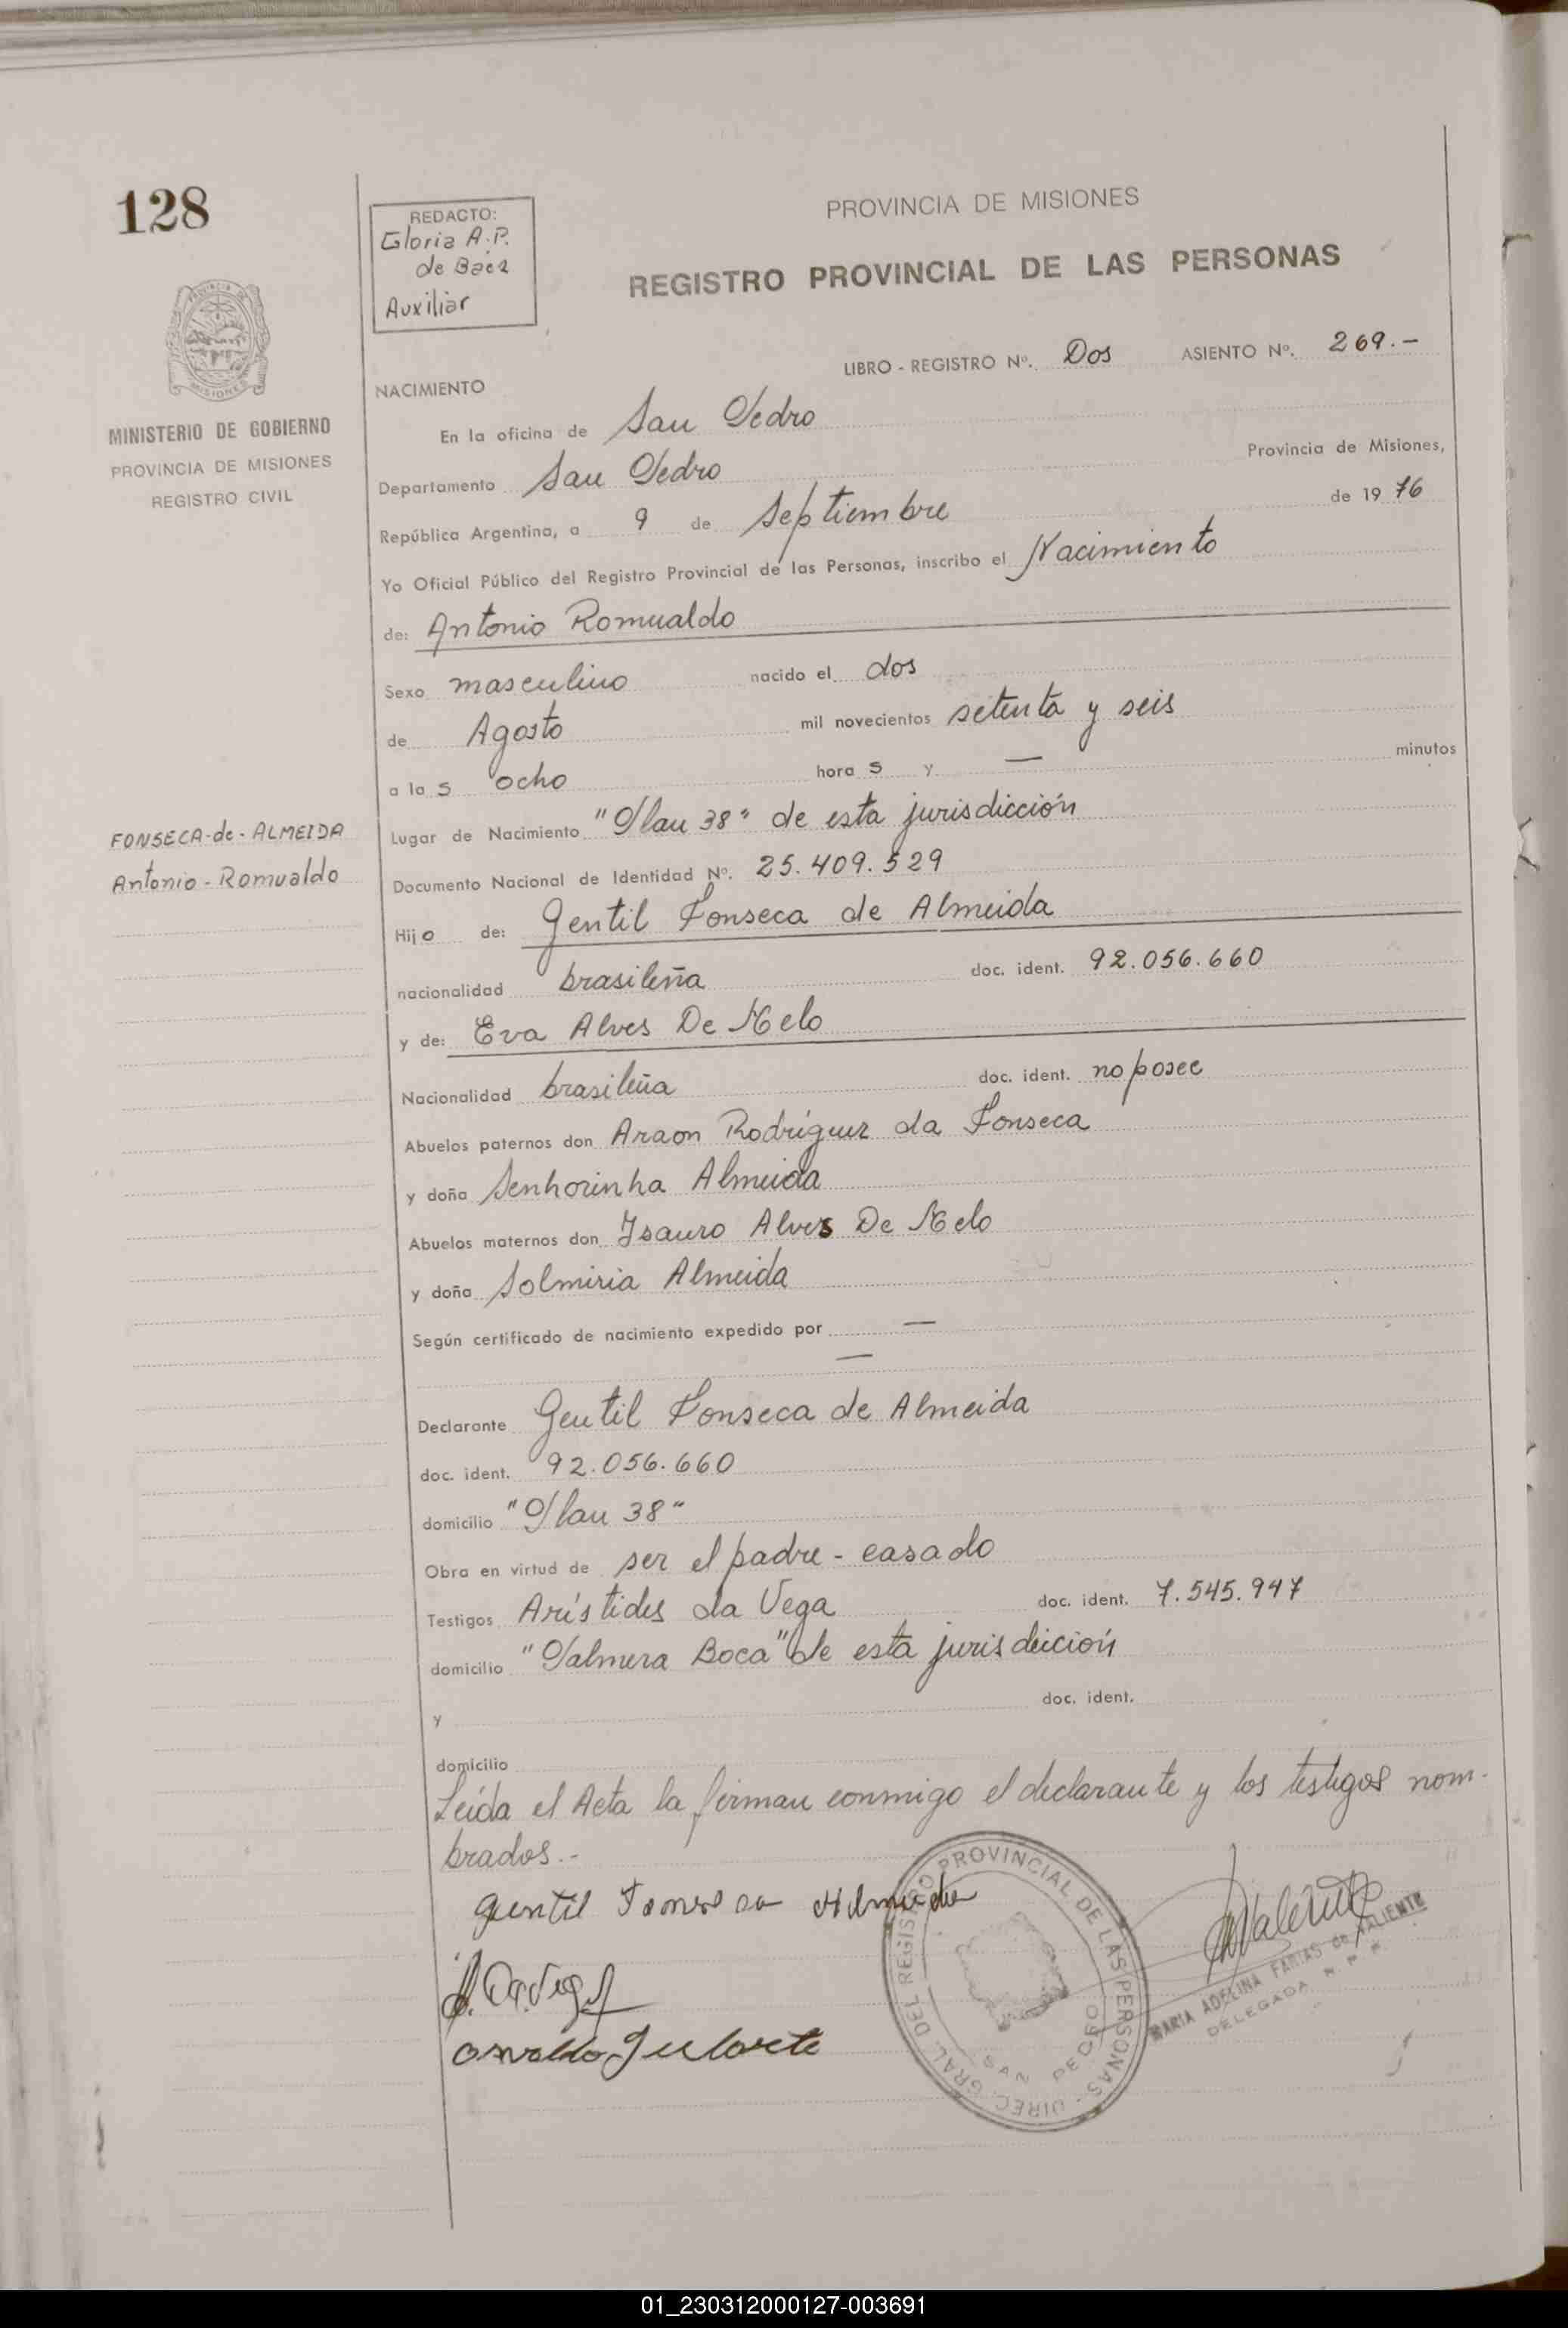 128
REDACTO:
Gloria A.P.
de Baez
Auxiliar
PROVINCIA DE MISIONES
REGISTRO PROVINCIAL DE LAS PERSONAS
LIBRO - REGISTRO Nº. Dos ASIENTO Nº. 269.-
NACIMIENTO
MINISTERIO DE GOBIERNO
PROVINCIA DE MISIONES
REGISTRO CIVIL
En la oficina de San Pedro
Departamento San Pedro Provincia de Misiones,
República Argentina, a 9 de Septiembre de 1976
Yo Oficial Público del Registro Provincial de las Personas, inscribo el Nacimiento
de: Antonio Romualdo
Sexo masculino nacido el dos
de Agosto mil novecientos setenta y seis
a las ocho horas y — minutos
FONSECA-de-ALMEIDA
Antonio-Romualdo
Lugar de Nacimiento "Plan 38" de esta jurisdicción
Documento Nacional de Identidad Nº. 25.409.529
Hijo de: Gentil Fonseca de Almeida
nacionalidad brasileña doc. ident. 92.056.660
y de: Eva Alves De Melo
Nacionalidad brasileña doc. ident. no posee
Abuelos paternos don Araon Rodríguez da Fonseca
y doña Senhorinha Almeida
Abuelos maternos don Isauro Alves De Melo
y doña Solmiria Almeida
Según certificado de nacimiento expedido por —
—
Declarante Gentil Fonseca de Almeida
doc. ident. 92.056.660
domicilio "Plan 38"
Obra en virtud de ser el padre - casado
Testigos Arístides da Vega doc. ident. 7.545.947
domicilio "Palmera Boca" de esta jurisdicción
y doc. ident.
domicilio
Leida el Acta la firman conmigo el declarante y los testigos nom-
brados.-
gentil Fonseca Almeida
A. Da Vega
Osvaldo
DIREC. GRAL. DEL REGISTRO PROVINCIAL DE LAS PERSONAS
SAN PEDRO
MValiente
MARIA ADELINA FARIAS de VALIENTE
DELEGADA R. P. P.
01_230312000127-003691